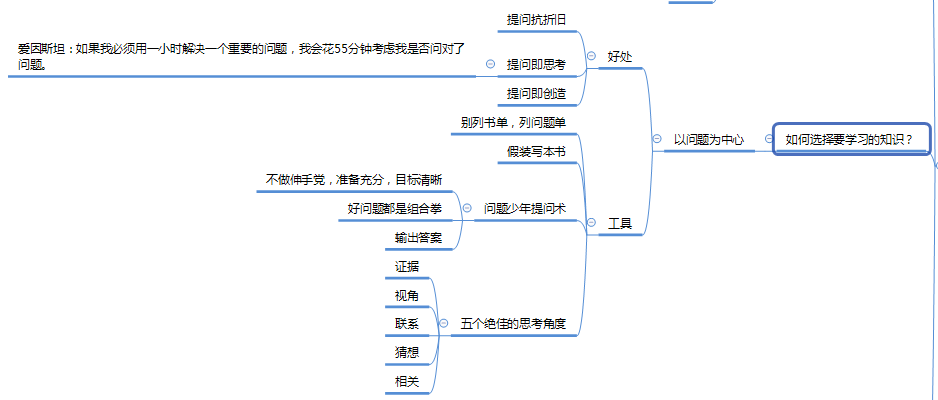 如何选择要学习的知识？
以问题为中心
好处
提问抗折旧
提问即思考
爱因斯坦：如果我必须用一小时解决一个重要的问题，我会花55分钟考虑我是否问对了
问题。
提问即创造
工具
别列书单，列问题单
假装写本书
问题少年提问术
不做伸手党，准备充分，目标清晰
好问题都是组合拳
输出答案
五个绝佳的思考角度
证据
视角
联系
猜想
相关